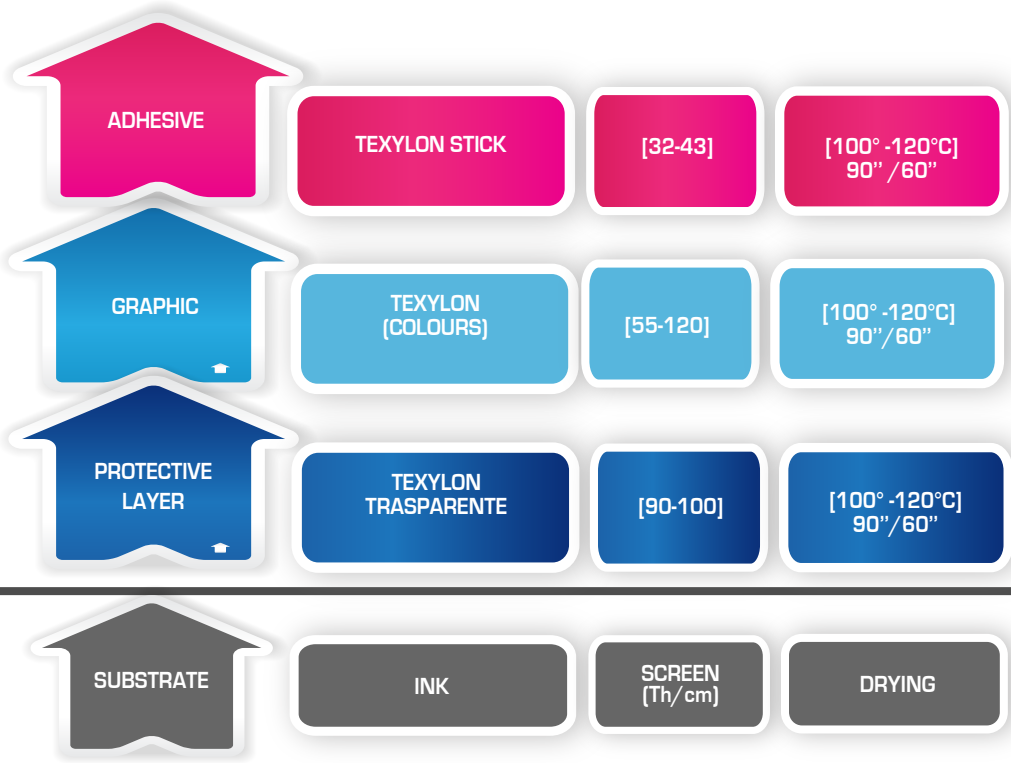 ADHESIVE
TEXYLON STICK
[32-43]
[100° -120°C]
90’’ /60’’
GRAPHIC
TEXYLON
(COLOURS)
[55-120]
[100° -120°C]
90’’/60’’
PROTECTIVE
LAYER
TEXYLON
TRASPARENTE
[90-100]
[100° -120°C]
90’’/60’’
SUBSTRATE
INK
SCREEN
(Th/cm)
DRYING